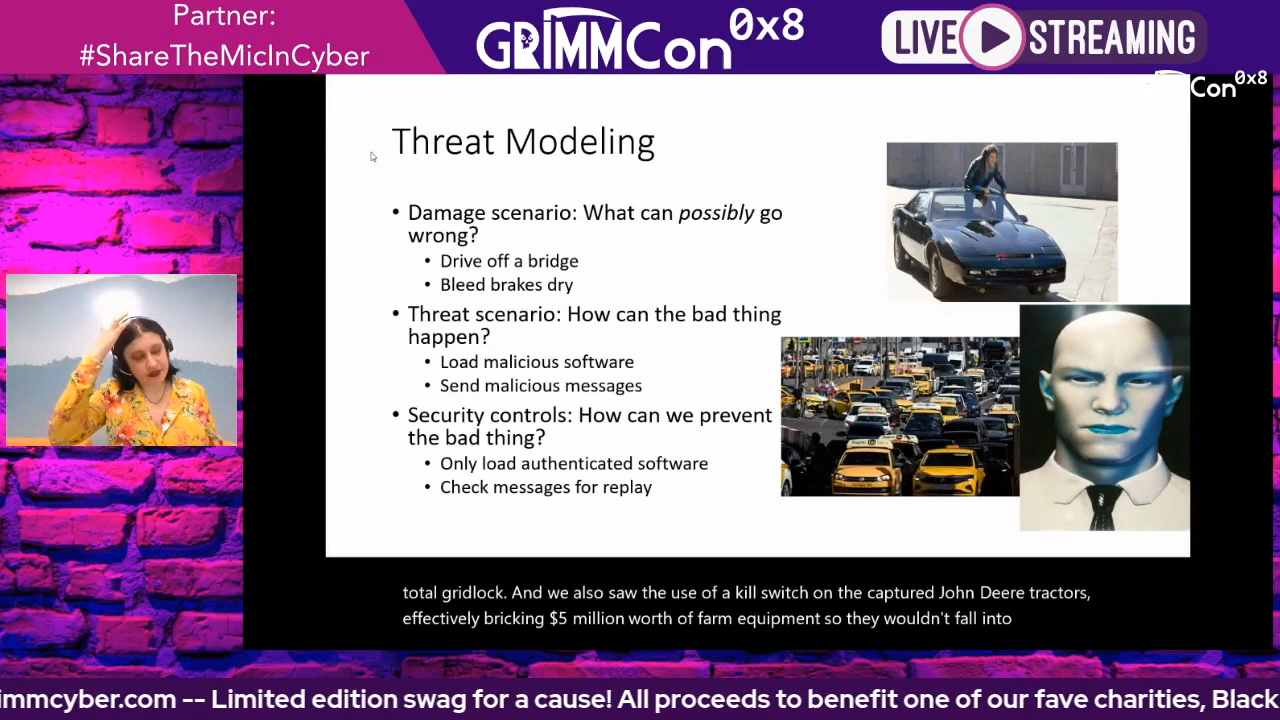 Partner:
#ShareTheMicInCyber
GRIMMCon 0x8
LIVE STREAMING
Con 0x8
Threat Modeling
• Damage scenario: What can possibly go
wrong?
• Drive off a bridge
• Bleed brakes dry
• Threat scenario: How can the bad thing
happen?
• Load malicious software
• Send malicious messages
• Security controls: How can we prevent
the bad thing?
• Only load authenticated software
• Check messages for replay
total gridlock. And we also saw the use of a kill switch on the captured John Deere tractors,
effectively bricking $5 million worth of farm equipment so they wouldn't fall into
immcyber.com -- Limited edition swag for a cause! All proceeds to benefit one of our fave charities, Black